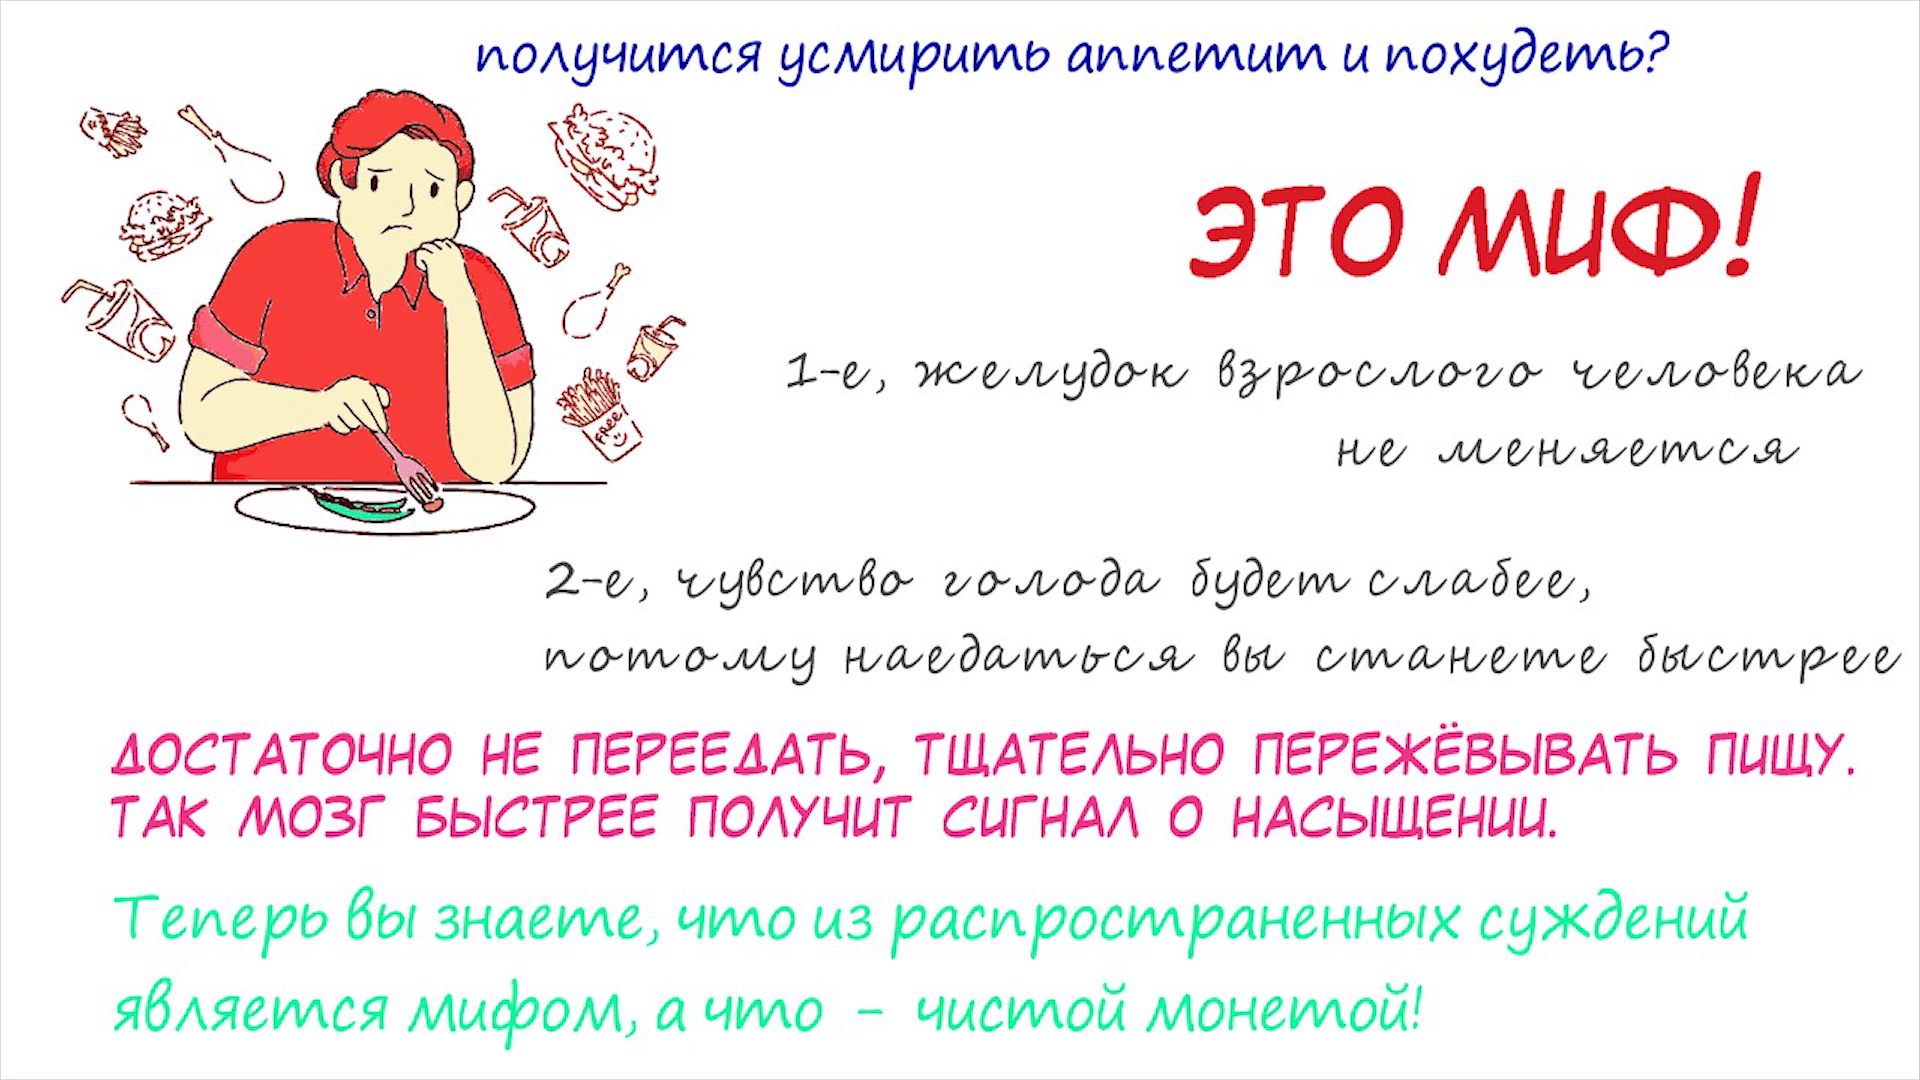 получится усмирить аппетит и похудеть?
ЭТО МИФ!
1-е, желудок взрослого человека
не меняется
FREE
2-е, чувство голода будет слабее,
потому наедаться вы станете быстрее
ДОСТАТОЧНО НЕ ПЕРЕЕДАТЬ, ТЩАТЕЛЬНО ПЕРЕЖЁВЫВАТЬ ПИЩУ.
ТАК МОЗГ БЫСТРЕЕ ПОЛУЧИТ СИГНАЛ О НАСЫЩЕНИИ.
Теперь вы знаете, что из распространенных суждений
является мифом, а что - чистой монетой!